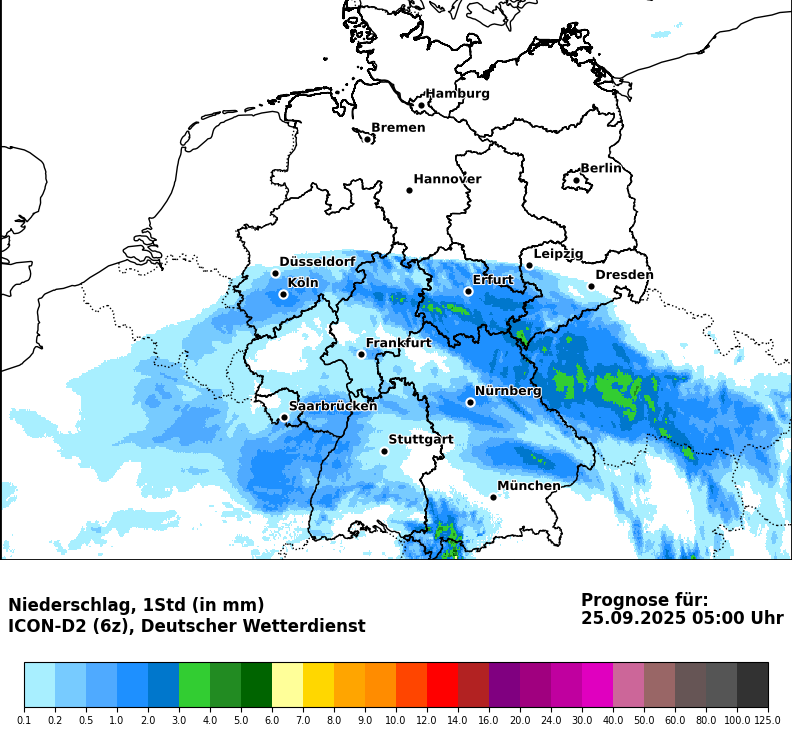 Hamburg
Bremen
Berlin
Hannover
Leipzig
Düsseldorf
Dresden
Köln
Erfurt
Frankfurt
Nürnberg
Saarbrücken
Stuttgart
München
Niederschlag, 1Std (in mm)
ICON-D2 (6z), Deutscher Wetterdienst
Prognose für:
25.09.2025 05:00 Uhr
0.1 0.2 0.5 1.0 2.0 3.0 4.0 5.0 6.0 7.0 8.0 9.0 10.0 12.0 14.0 16.0 20.0 24.0 30.0 40.0 50.0 60.0 80.0 100.0 125.0